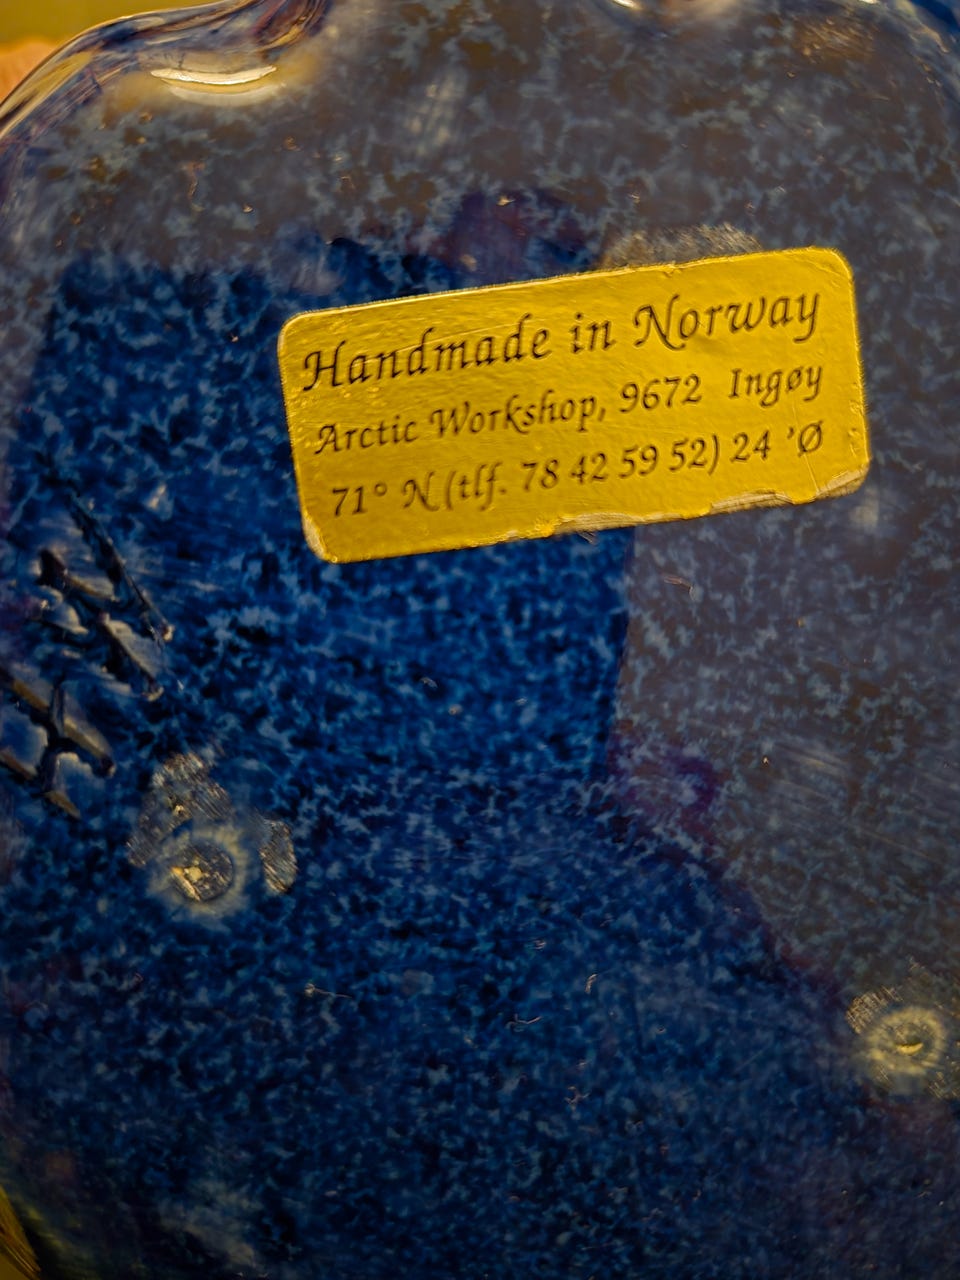 Handmade in Norway
Arctic Workshop, 9672 Ingøy
71° N (tlf. 78 42 59 52) 24 'Ø